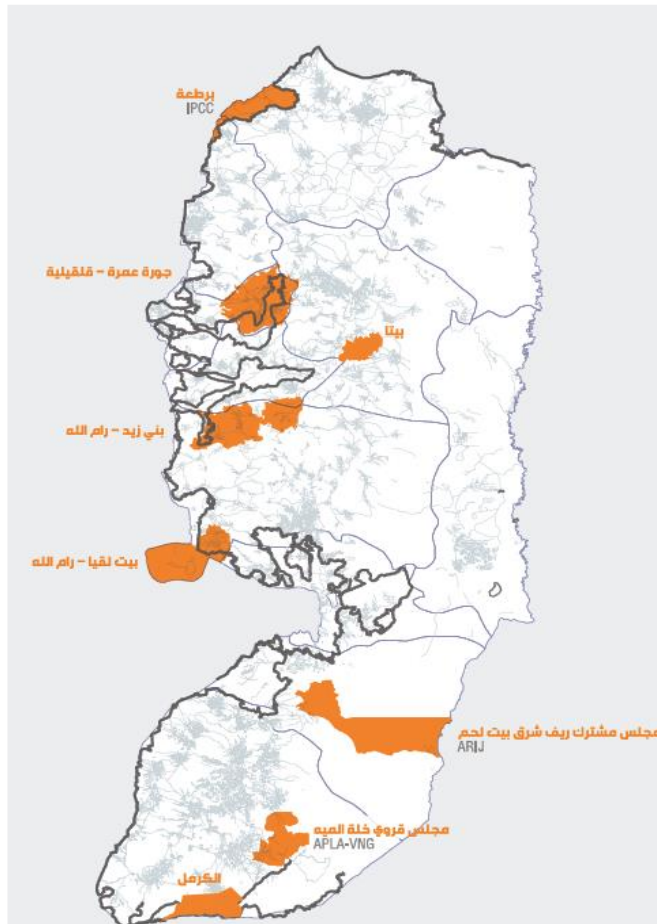 برطعة
IPCC
جورة عمرة – قلقيلية
بيتا
بني زيد – رام الله
بيت لقيا – رام الله
مجلس مشترك ريف شرق بيت لحم
ARIJ
مجلس قروي خلة الميه
APLA-VNG
الكرمل